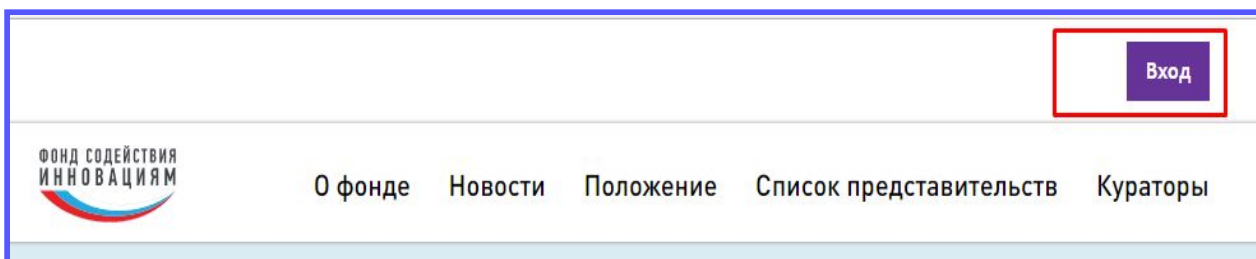 Вход
ФОНД СОДЕЙСТВИЯ
ИННОВАЦИЯМ
О фонде Новости Положение Список представительств Кураторы